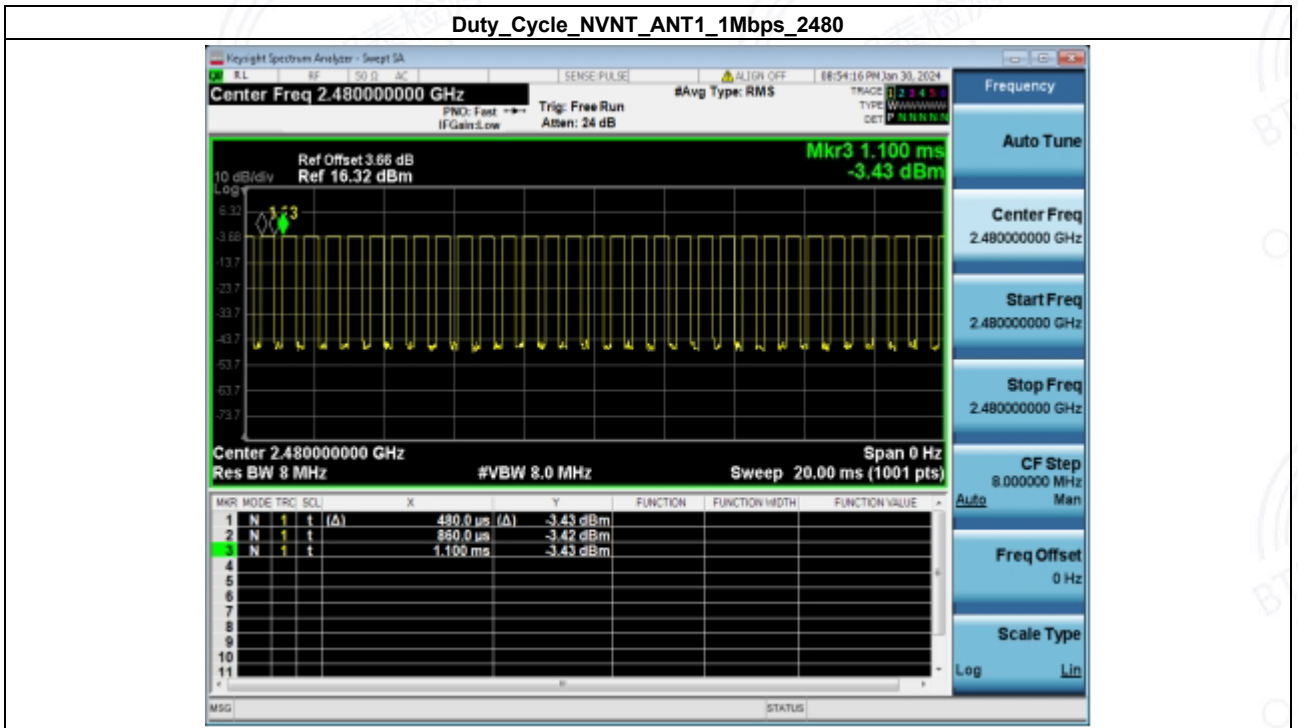 Duty_Cycle_NVNT_ANT1_1Mbps_2480
Keysight Spectrum Analyzer - Swept SA
RL RF 50 Ω AC SENSE:PULSE ALIGN OFF 08:54:16 PM Jan 30, 2024
Center Freq 2.480000000 GHz
PNO: Fast
IFGain:Low
Trig: Free Run
Atten: 24 dB
#Avg Type: RMS
TRACE 1 2 3 4 5 6
TYPE WWWWWWW
DET P N N N N N
Mkr3 1.100 ms
-3.43 dBm
Ref Offset 3.66 dB
10 dB/div Ref 16.32 dBm
Log
6.32
-3.68
-13.7
-23.7
-33.7
-43.7
-53.7
-63.7
-73.7
Center 2.480000000 GHz Span 0 Hz
Res BW 8 MHz #VBW 8.0 MHz Sweep 20.00 ms (1001 pts)
MKR MODE TRC SCL X Y FUNCTION FUNCTION WIDTH FUNCTION VALUE
1 N 1 t (Δ) 480.0 µs (Δ) -3.43 dBm
2 N 1 t 860.0 µs -3.42 dBm
3 N 1 t 1.100 ms -3.43 dBm
4
5
6
7
8
9
10
11
MSG STATUS
Frequency
Auto Tune
Center Freq
2.480000000 GHz
Start Freq
2.480000000 GHz
Stop Freq
2.480000000 GHz
CF Step
8.000000 MHz
Auto Man
Freq Offset
0 Hz
Scale Type
Log Lin